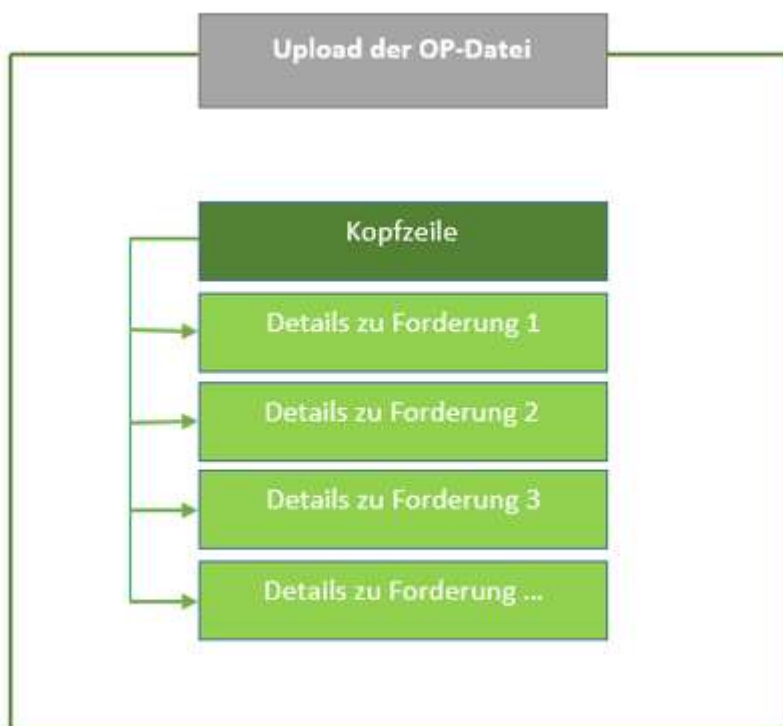 Upload der OP-Datei
Kopfzeile
Details zu Forderung 1
Details zu Forderung 2
Details zu Forderung 3
Details zu Forderung ...